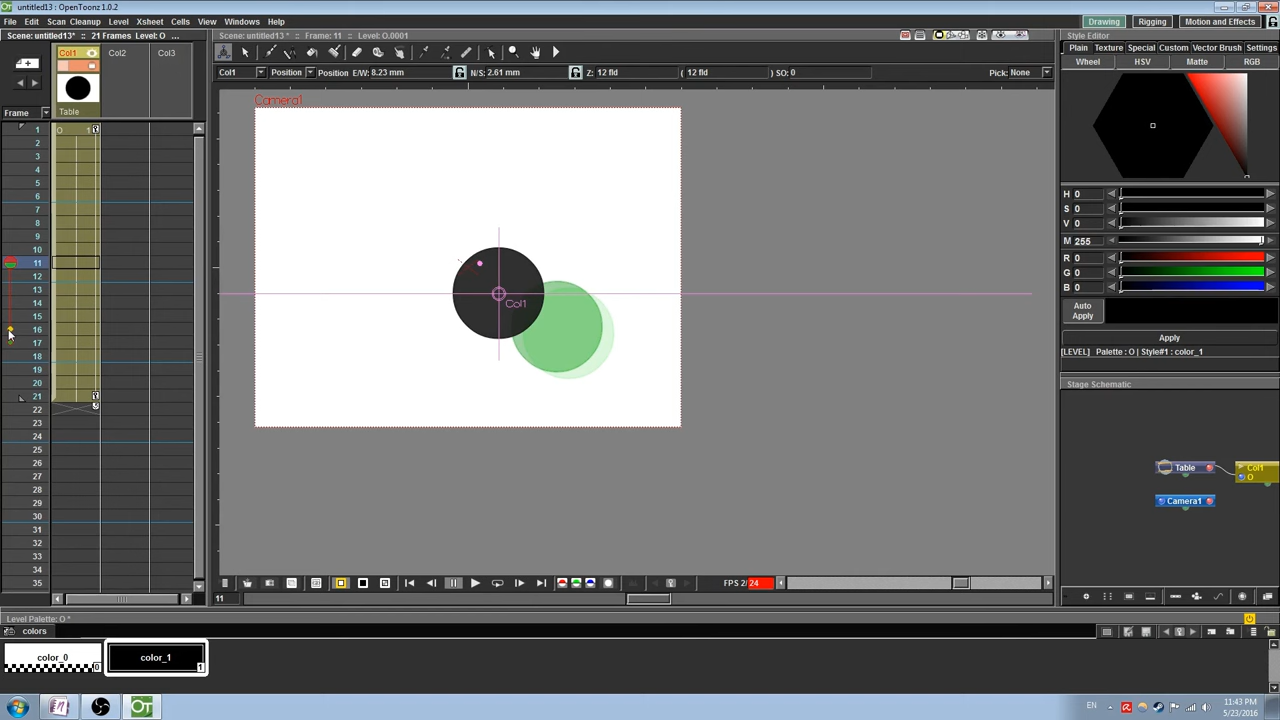 untitled13* : OpenToonz 1.0.2
File Edit Scan Cleanup Level Xsheet Cells View Windows Help
Drawing Rigging Motion and Effects
Scene: untitled13* :: 21 Frames Level: O ...
Scene: untitled13* :: Frame: 11 :: Level: O.0001
Style Editor
Col1 Col2 Col3
Plain Texture Special Custom Vector Brush Settings
Wheel HSV Matte RGB
Col1 Position Position E/W: 8.23 mm N/S: 2.61 mm Z: 12 fld ( 12 fld ) SO: 0 Pick: None
Table
Frame
Camera1
1
O 1
2
3
4
5
6
7
8
9
10
11
12
13
14
15
16
17
18
19
20
21
22
23
24
25
26
27
28
29
30
31
32
33
34
35
Col1
H 0
S 0
V 0
M 255
R 0
G 0
B 0
Auto Apply
Apply
[LEVEL] Palette : O | Style#1 : color_1
Stage Schematic
Table
Col1
O
Camera1
FPS 2/ 24
11
Level Palette: O *
colors
color_0 0
color_1 1
EN
11:43 PM
5/23/2016